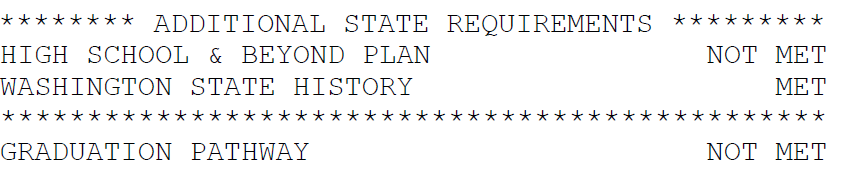 ******** ADDITIONAL STATE REQUIREMENTS *********
HIGH SCHOOL & BEYOND PLAN NOT MET
WASHINGTON STATE HISTORY MET
************************************************
GRADUATION PATHWAY NOT MET